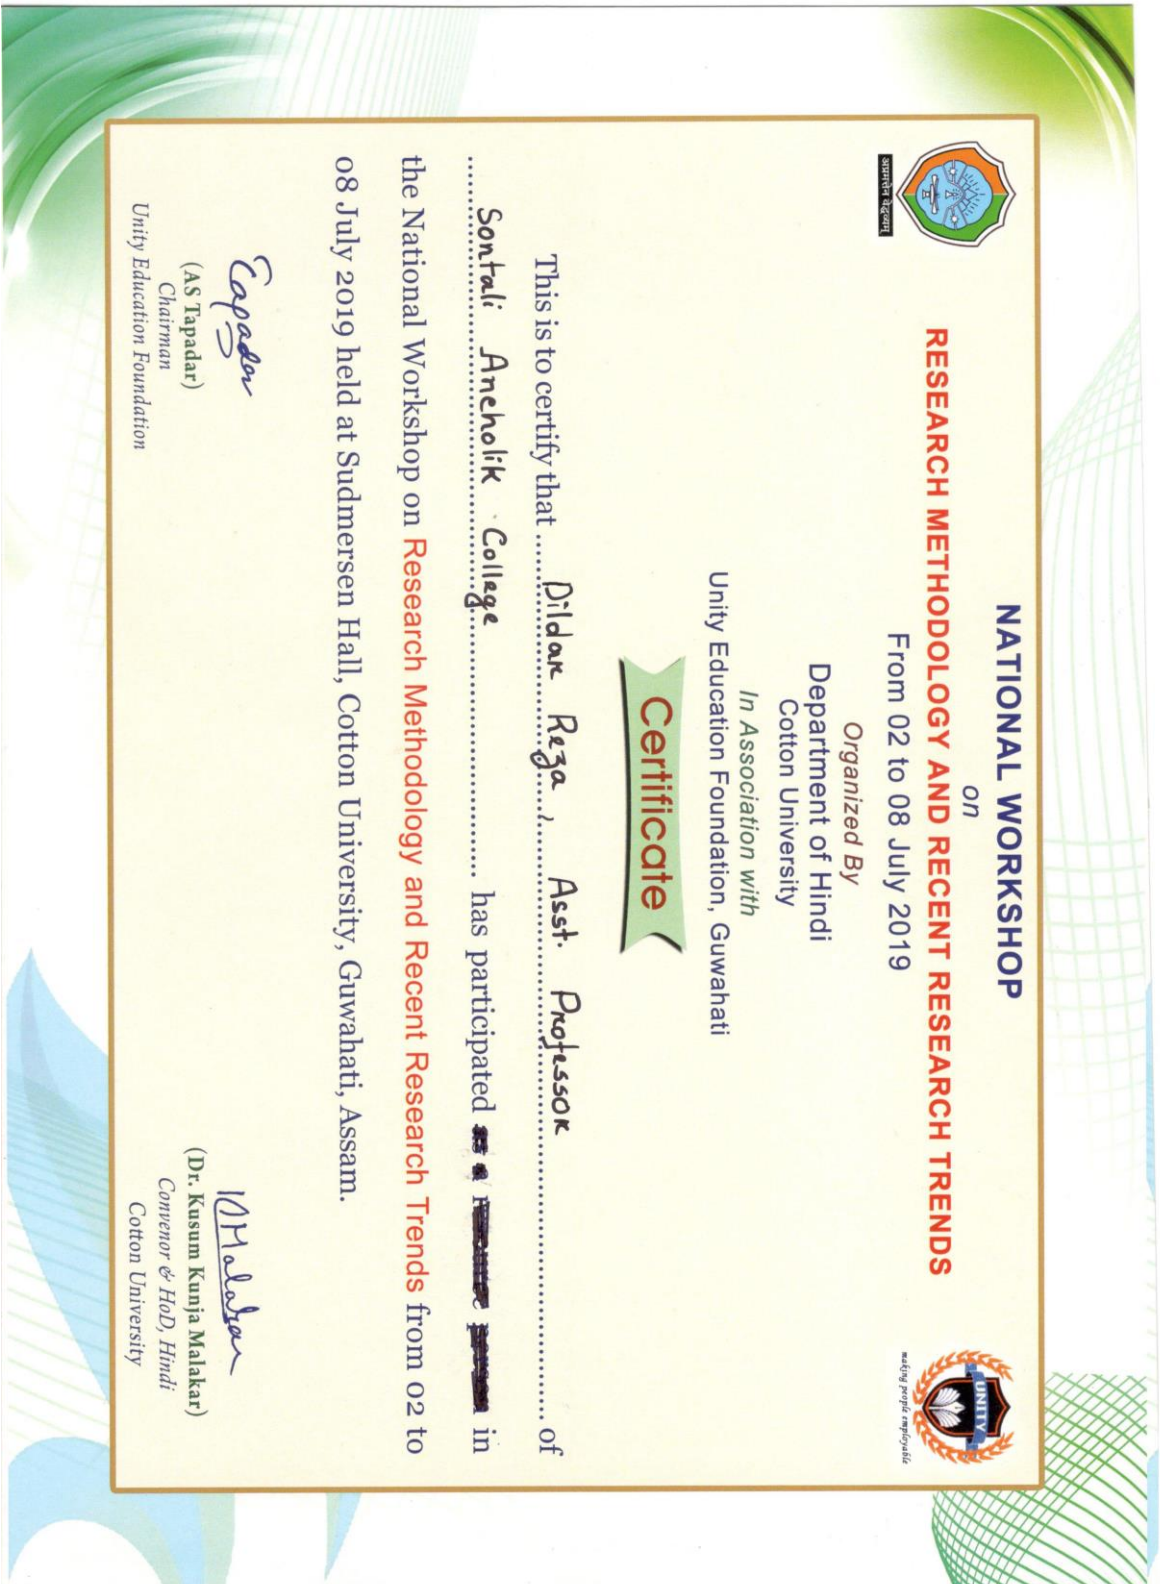 NATIONAL WORKSHOP
on
RESEARCH METHODOLOGY AND RECENT RESEARCH TRENDS
From 02 to 08 July 2019
Organized By
Department of Hindi
Cotton University
In Association with
Unity Education Foundation, Guwahati
UNITY
making people employable
Certificate
This is to certify that Dildar Reza, Asst. Professor of
Sontali Ancholik College has participated as a in
the National Workshop on Research Methodology and Recent Research Trends from 02 to
08 July 2019 held at Sudmersen Hall, Cotton University, Guwahati, Assam.
Tapader
(AS Tapadar)
Chairman
Unity Education Foundation
KMalakar
(Dr. Kusum Kunja Malakar)
Convenor & HoD, Hindi
Cotton University